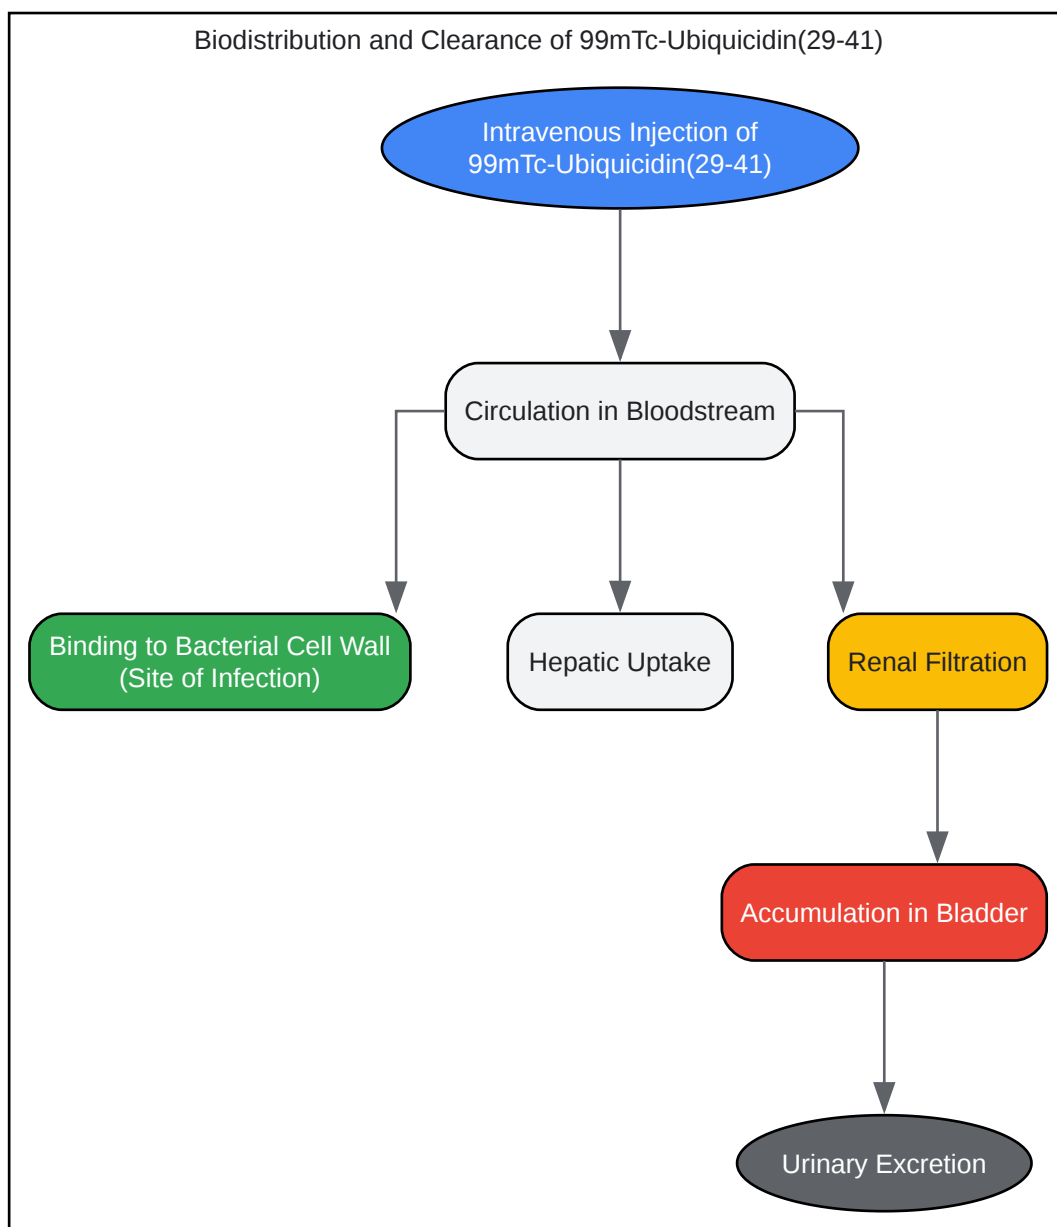 Biodistribution and Clearance of 99mTc-Ubiquicidin(29-41)
Intravenous Injection of
99mTc-Ubiquicidin(29-41)
Circulation in Bloodstream
Binding to Bacterial Cell Wall
(Site of Infection)
Hepatic Uptake
Renal Filtration
Accumulation in Bladder
Urinary Excretion